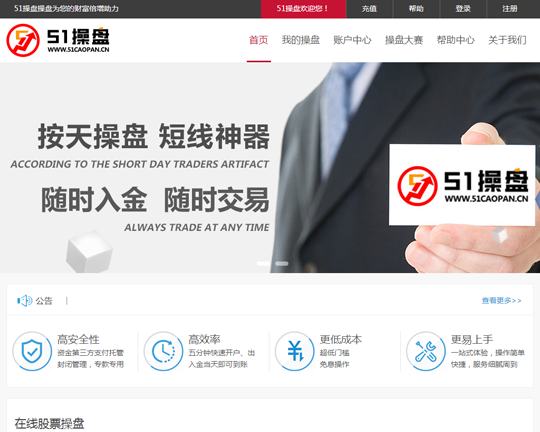 51操盘操盘为您的财富倍增助力
51操盘欢迎您！
充值
帮助
登录
注册
51操盘
WWW.51CAOPAN.CN
首页
我的操盘
账户中心
操盘大赛
帮助中心
关于我们
按天操盘 短线神器
ACCORDING TO THE SHORT DAY TRADERS ARTIFACT
随时入金 随时交易
ALWAYS TRADE AT ANY TIME
51操盘
WWW.51CAOPAN.CN
公告 |
查看更多>>
高安全性
资金第三方支付托管
封闭管理，专款专用
高效率
五分钟快速开户、出
入金当天即可到账
更低成本
超低门槛
免息操作
更易上手
一站式体验，操作简单
快捷，服务细腻周到
在线股票操盘